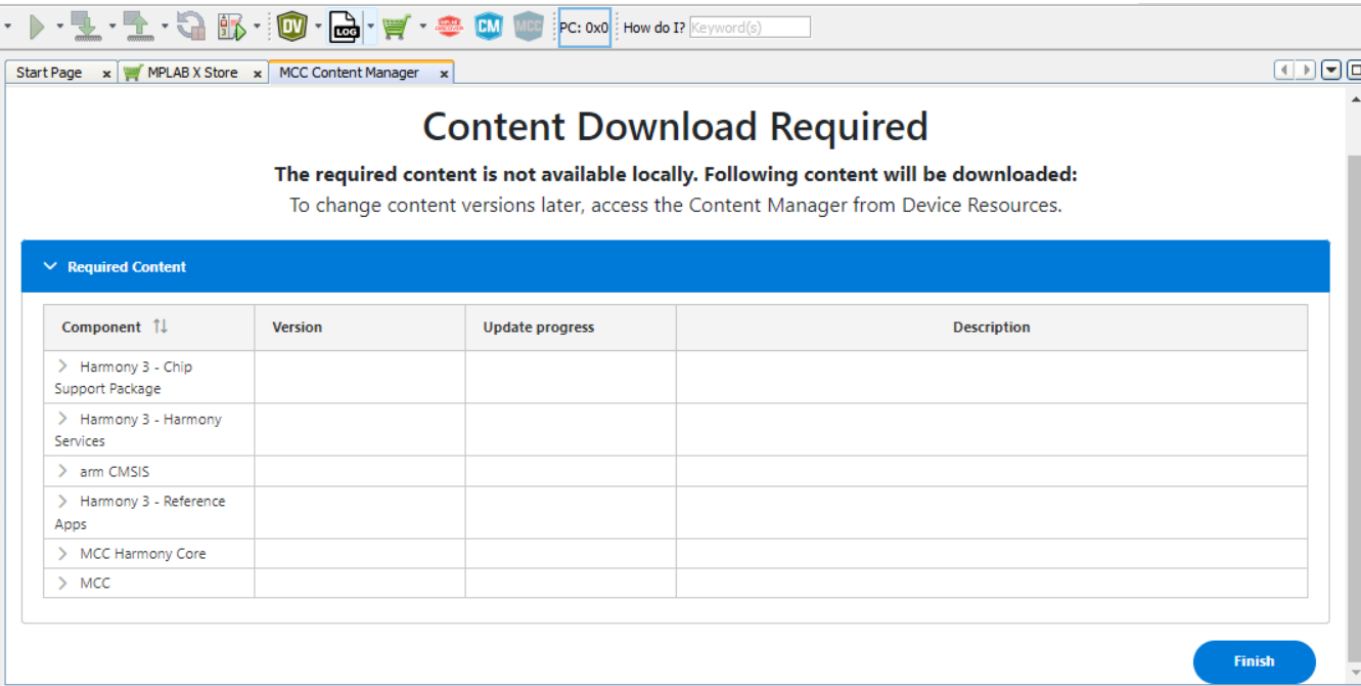 DV
LOG
CM
MCC
PC: 0x0
How do I? Keyword(s)
Start Page
MPLAB X Store
MCC Content Manager
Content Download Required
The required content is not available locally. Following content will be downloaded:
To change content versions later, access the Content Manager from Device Resources.
Required Content
Component Version Update progress Description
Harmony 3 - Chip
Support Package
Harmony 3 - Harmony
Services
arm CMSIS
Harmony 3 - Reference
Apps
MCC Harmony Core
MCC
Finish